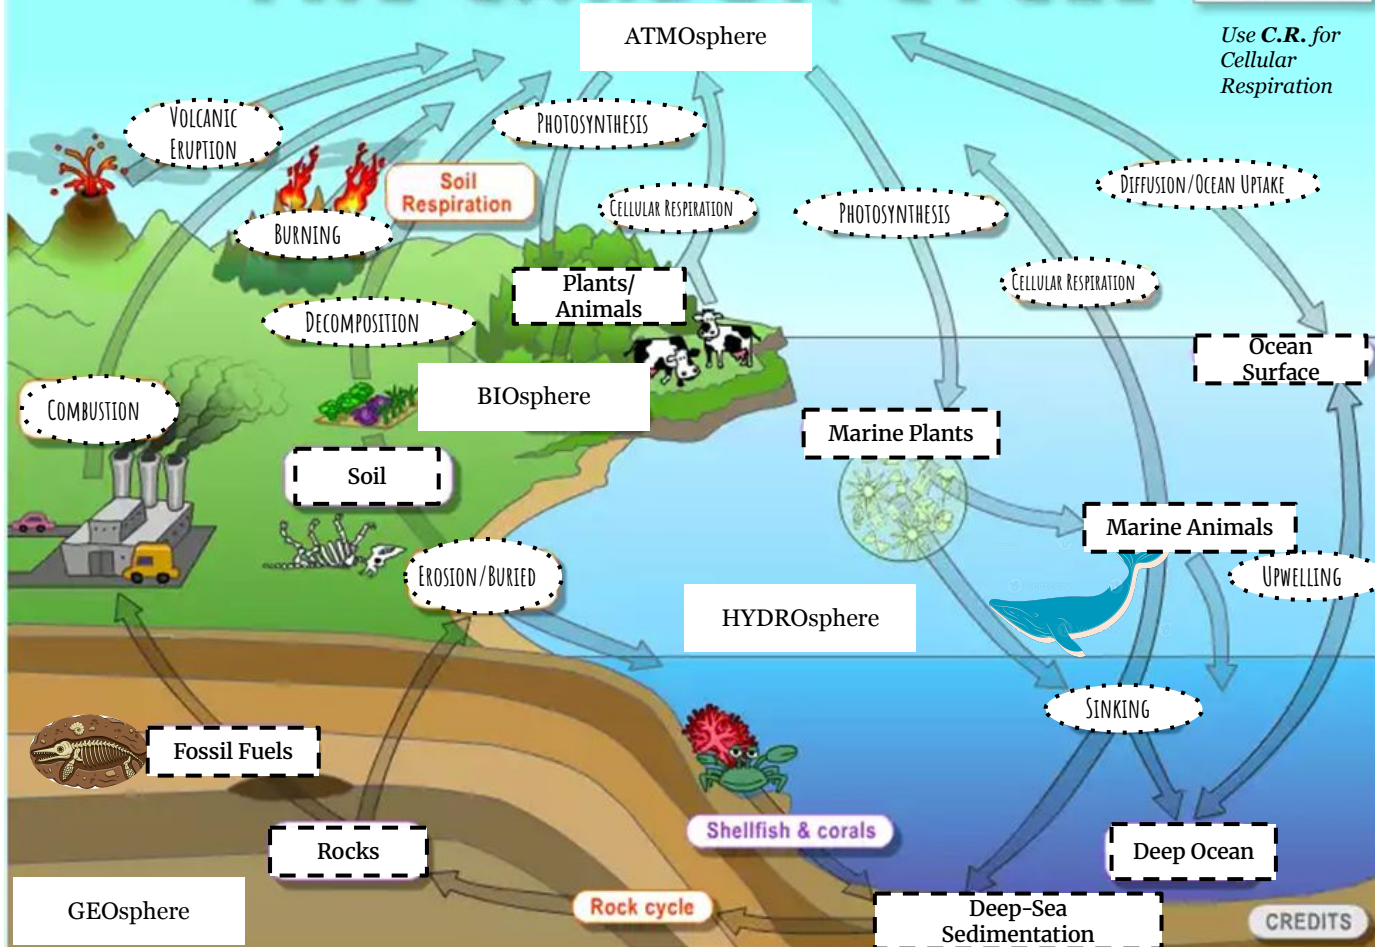 ATMOsphere
Use C.R. for
Cellular
Respiration
VOLCANIC
ERUPTION
PHOTOSYNTHESIS
Soil
Respiration
CELLULAR RESPIRATION
PHOTOSYNTHESIS
DIFFUSION/OCEAN UPTAKE
BURNING
Plants/
Animals
CELLULAR RESPIRATION
DECOMPOSITION
Ocean
Surface
COMBUSTION
BIOsphere
Marine Plants
Soil
Marine Animals
EROSION/BURIED
UPWELLING
HYDROsphere
SINKING
Fossil Fuels
Shellfish & corals
Rocks
Deep Ocean
GEOsphere
Rock cycle
Deep-Sea
Sedimentation
CREDITS